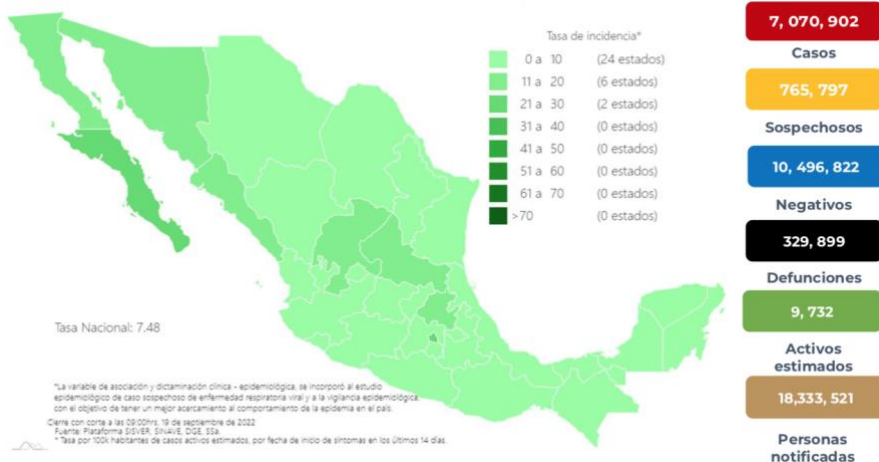 Tasa de incidencia*
0 a 10 (24 estados)
11 a 20 (6 estados)
21 a 30 (2 estados)
31 a 40 (0 estados)
41 a 50 (0 estados)
51 a 60 (0 estados)
61 a 70 (0 estados)
>70 (0 estados)
Tasa Nacional: 7.48
*La variable de asociación y dictaminación clínica - epidemiológica, se incorporó al estudio
epidemiológico de caso sospechoso de enfermedad respiratoria viral y a la vigilancia epidemiológica,
con el objetivo de tener un mejor acercamiento al comportamiento de la epidemia en el país.
Cierre con corte a las 09:00hrs, 19 de septiembre de 2022
Fuente: Plataforma SISVER, SINAVE, DGE, SSa.
* Tasa por 100k habitantes de casos activos estimados, por fecha de inicio de síntomas en los últimos 14 días.
7, 070, 902
Casos
765, 797
Sospechosos
10, 496, 822
Negativos
329, 899
Defunciones
9, 732
Activos
estimados
18,333, 521
Personas
notificadas